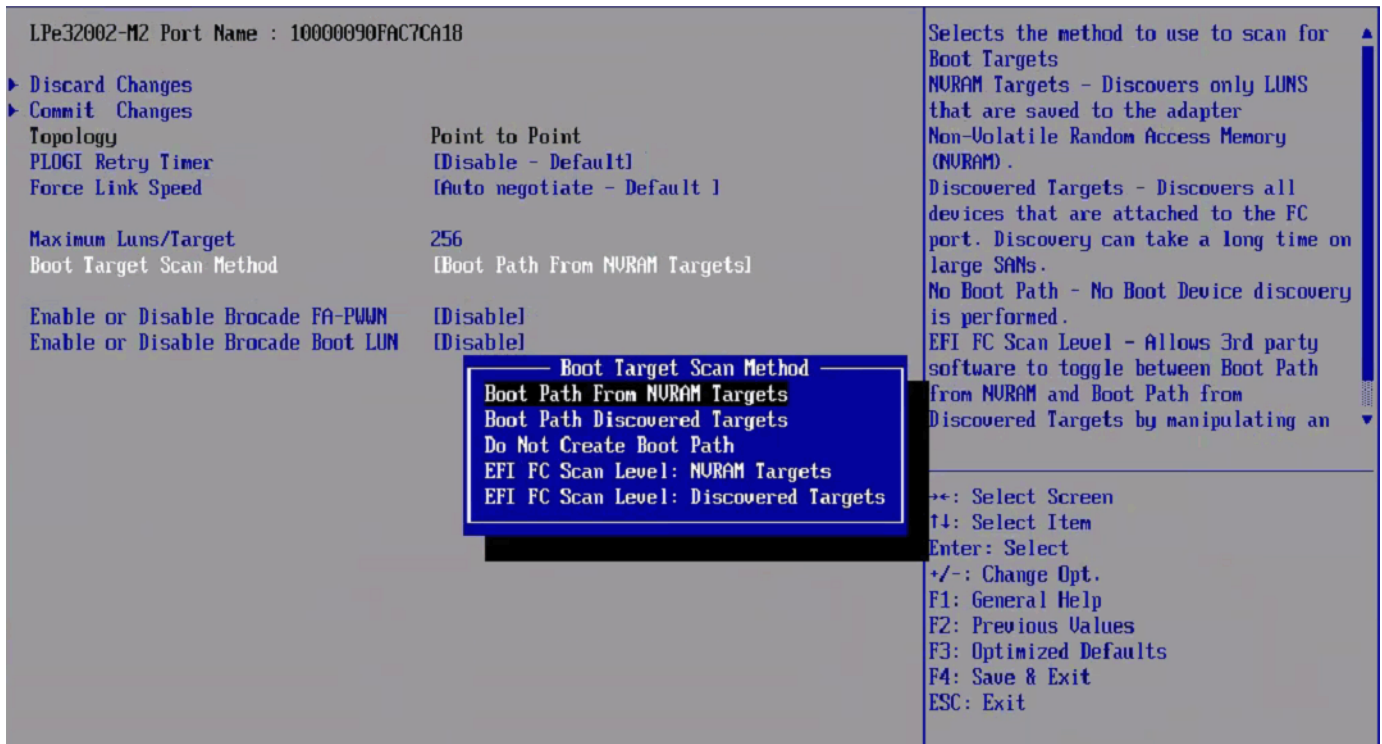 LPe32002-M2 Port Name : 10000090FAC7CA18
Discard Changes
Commit  Changes
Topology Point to Point
PLOGI Retry Timer [Disable - Default]
Force Link Speed [Auto negotiate - Default ]
Maximum Luns/Target 256
Boot Target Scan Method [Boot Path From NVRAM Targets]
Enable or Disable Brocade FA-PWWN [Disable]
Enable or Disable Brocade Boot LUN [Disable]
Boot Target Scan Method
Boot Path From NVRAM Targets
Boot Path Discovered Targets
Do Not Create Boot Path
EFI FC Scan Level: NVRAM Targets
EFI FC Scan Level: Discovered Targets
Selects the method to use to scan for
Boot Targets
NVRAM Targets - Discovers only LUNS
that are saved to the adapter
Non-Volatile Random Access Memory
(NVRAM).
Discovered Targets - Discovers all
devices that are attached to the FC
port. Discovery can take a long time on
large SANs.
No Boot Path - No Boot Device discovery
is performed.
EFI FC Scan Level - Allows 3rd party
software to toggle between Boot Path
from NVRAM and Boot Path from
Discovered Targets by manipulating an
→←: Select Screen
↑↓: Select Item
Enter: Select
+/-: Change Opt.
F1: General Help
F2: Previous Values
F3: Optimized Defaults
F4: Save & Exit
ESC: Exit